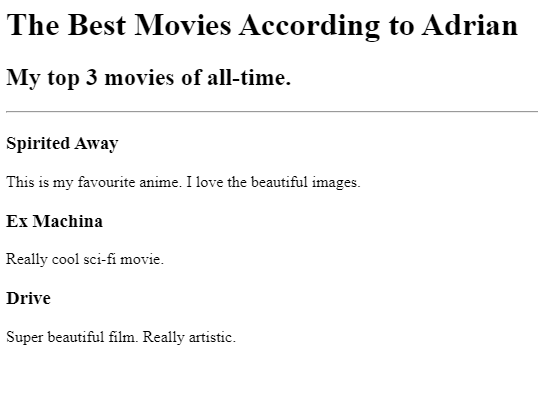 The Best Movies According to Adrian
My top 3 movies of all-time.
Spirited Away
This is my favourite anime. I love the beautiful images.
Ex Machina
Really cool sci-fi movie.
Drive
Super beautiful film. Really artistic.